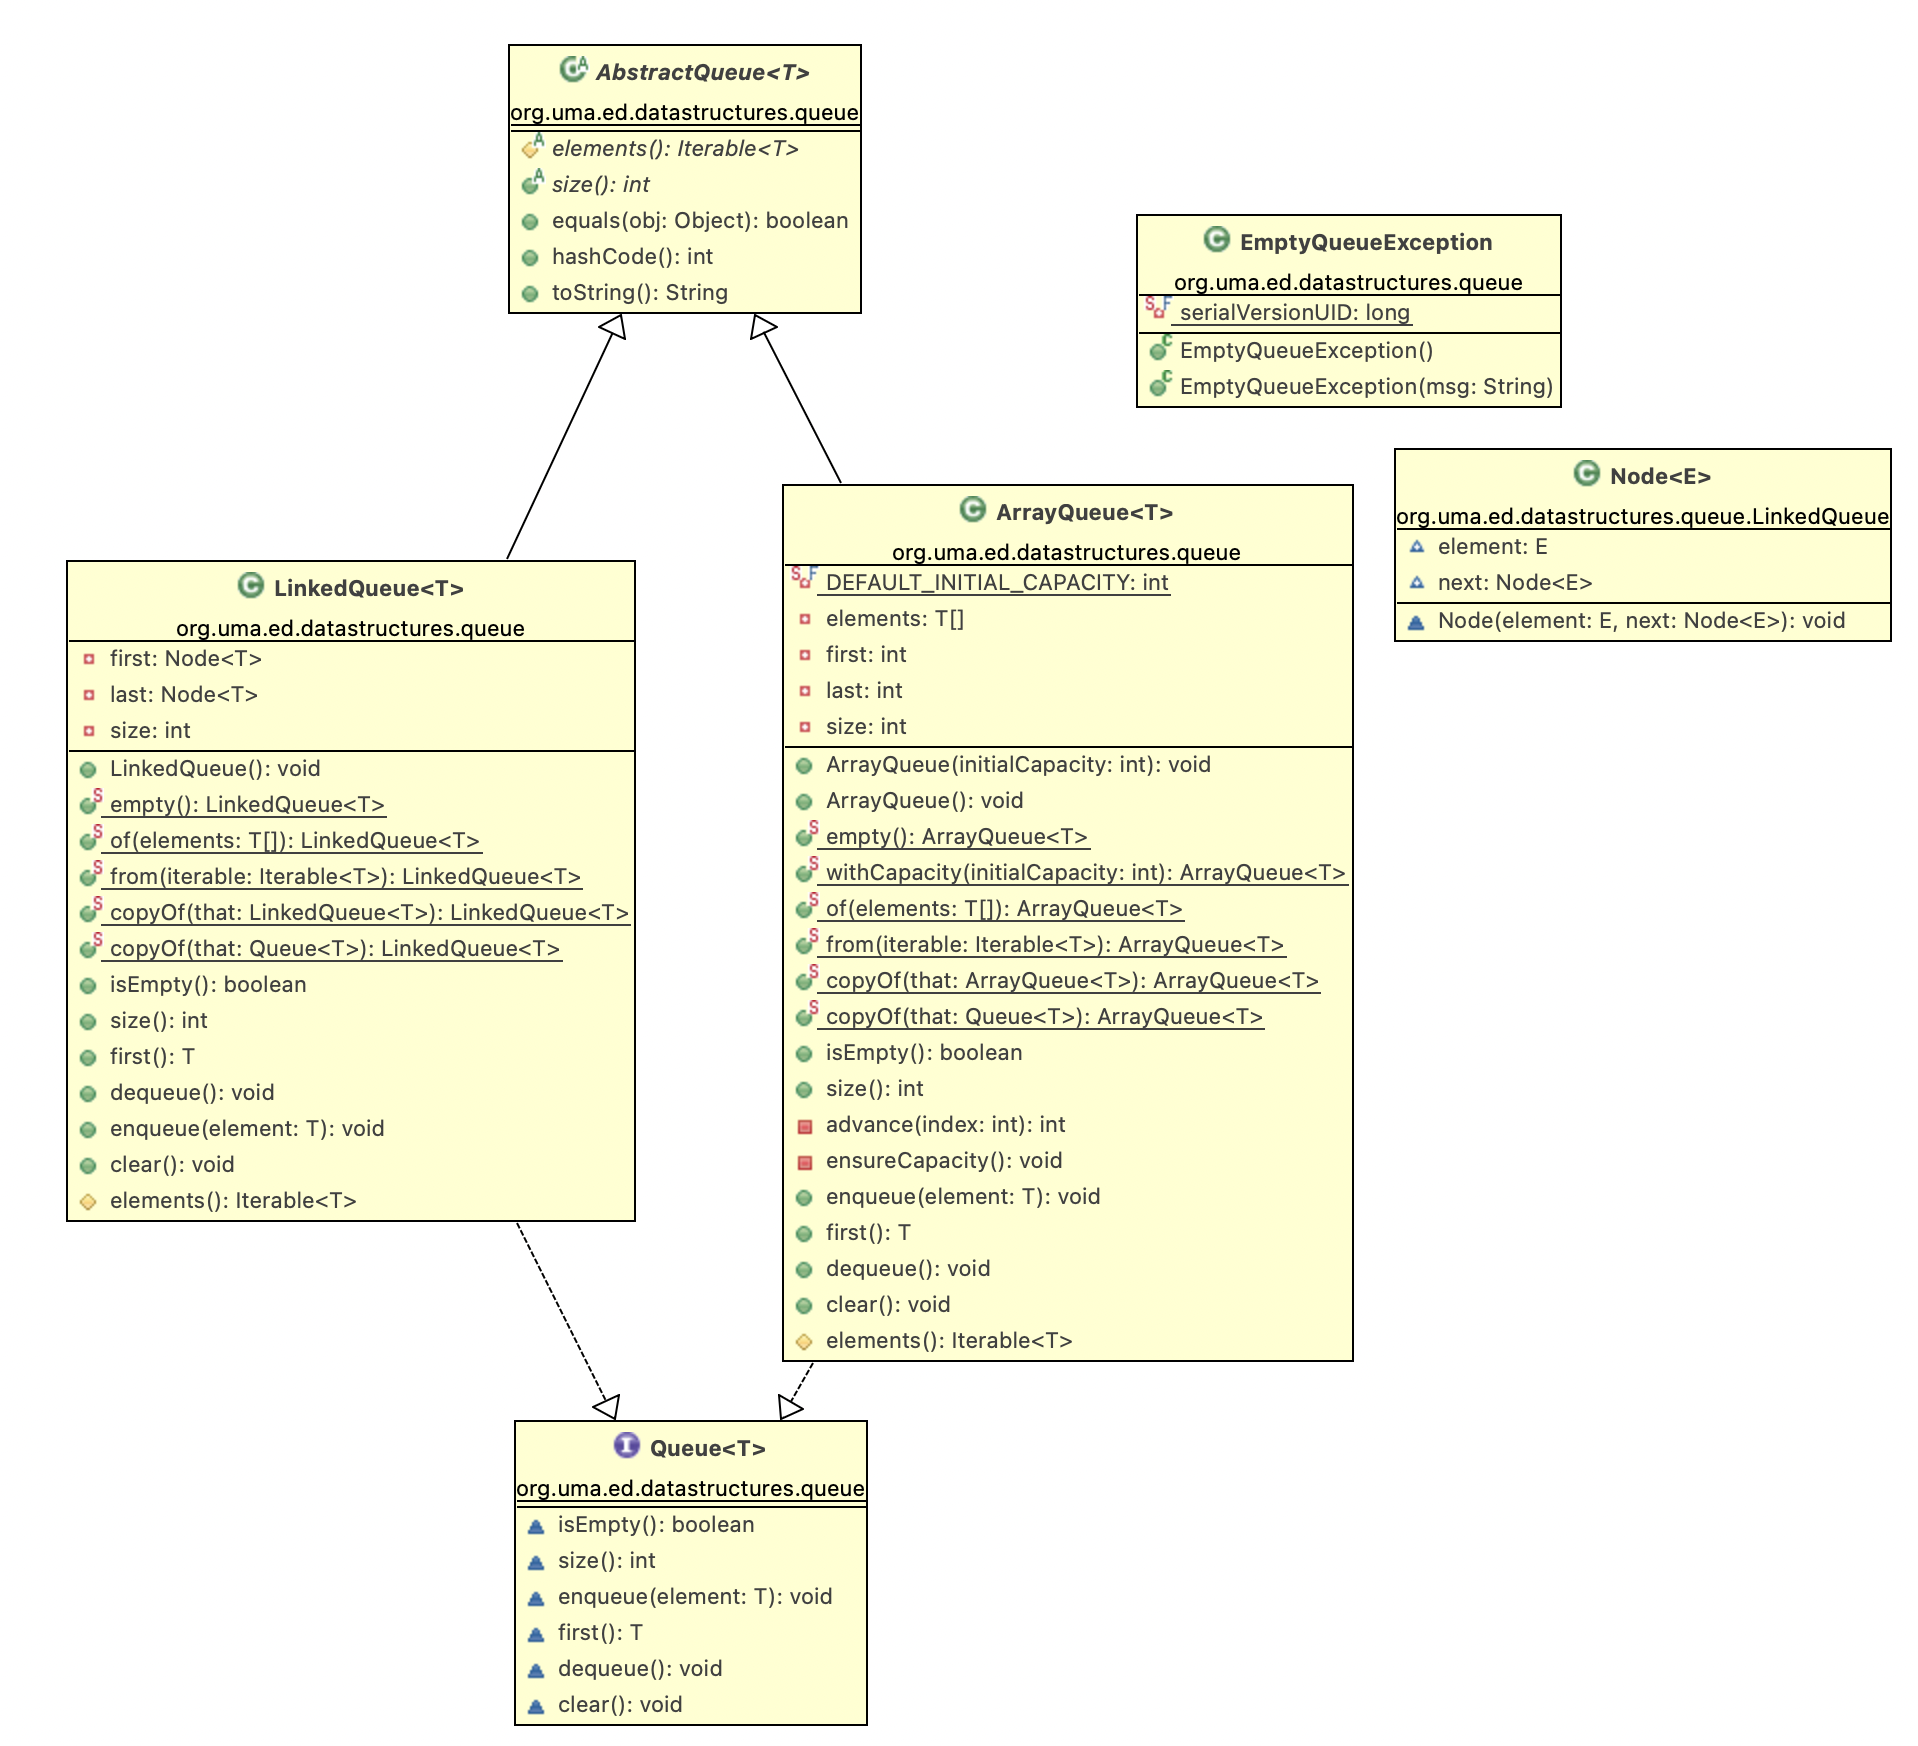 AbstractQueue<T>
org.uma.ed.datastructures.queue
elements(): Iterable<T>
size(): int
equals(obj: Object): boolean
hashCode(): int
toString(): String
EmptyQueueException
org.uma.ed.datastructures.queue
serialVersionUID: long
EmptyQueueException()
EmptyQueueException(msg: String)
Node<E>
org.uma.ed.datastructures.queue.LinkedQueue
element: E
next: Node<E>
Node(element: E, next: Node<E>): void
LinkedQueue<T>
org.uma.ed.datastructures.queue
first: Node<T>
last: Node<T>
size: int
LinkedQueue(): void
empty(): LinkedQueue<T>
of(elements: T[]): LinkedQueue<T>
from(iterable: Iterable<T>): LinkedQueue<T>
copyOf(that: LinkedQueue<T>): LinkedQueue<T>
copyOf(that: Queue<T>): LinkedQueue<T>
isEmpty(): boolean
size(): int
first(): T
dequeue(): void
enqueue(element: T): void
clear(): void
elements(): Iterable<T>
ArrayQueue<T>
org.uma.ed.datastructures.queue
DEFAULT_INITIAL_CAPACITY: int
elements: T[]
first: int
last: int
size: int
ArrayQueue(initialCapacity: int): void
ArrayQueue(): void
empty(): ArrayQueue<T>
withCapacity(initialCapacity: int): ArrayQueue<T>
of(elements: T[]): ArrayQueue<T>
from(iterable: Iterable<T>): ArrayQueue<T>
copyOf(that: ArrayQueue<T>): ArrayQueue<T>
copyOf(that: Queue<T>): ArrayQueue<T>
isEmpty(): boolean
size(): int
advance(index: int): int
ensureCapacity(): void
enqueue(element: T): void
first(): T
dequeue(): void
clear(): void
elements(): Iterable<T>
Queue<T>
org.uma.ed.datastructures.queue
isEmpty(): boolean
size(): int
enqueue(element: T): void
first(): T
dequeue(): void
clear(): void